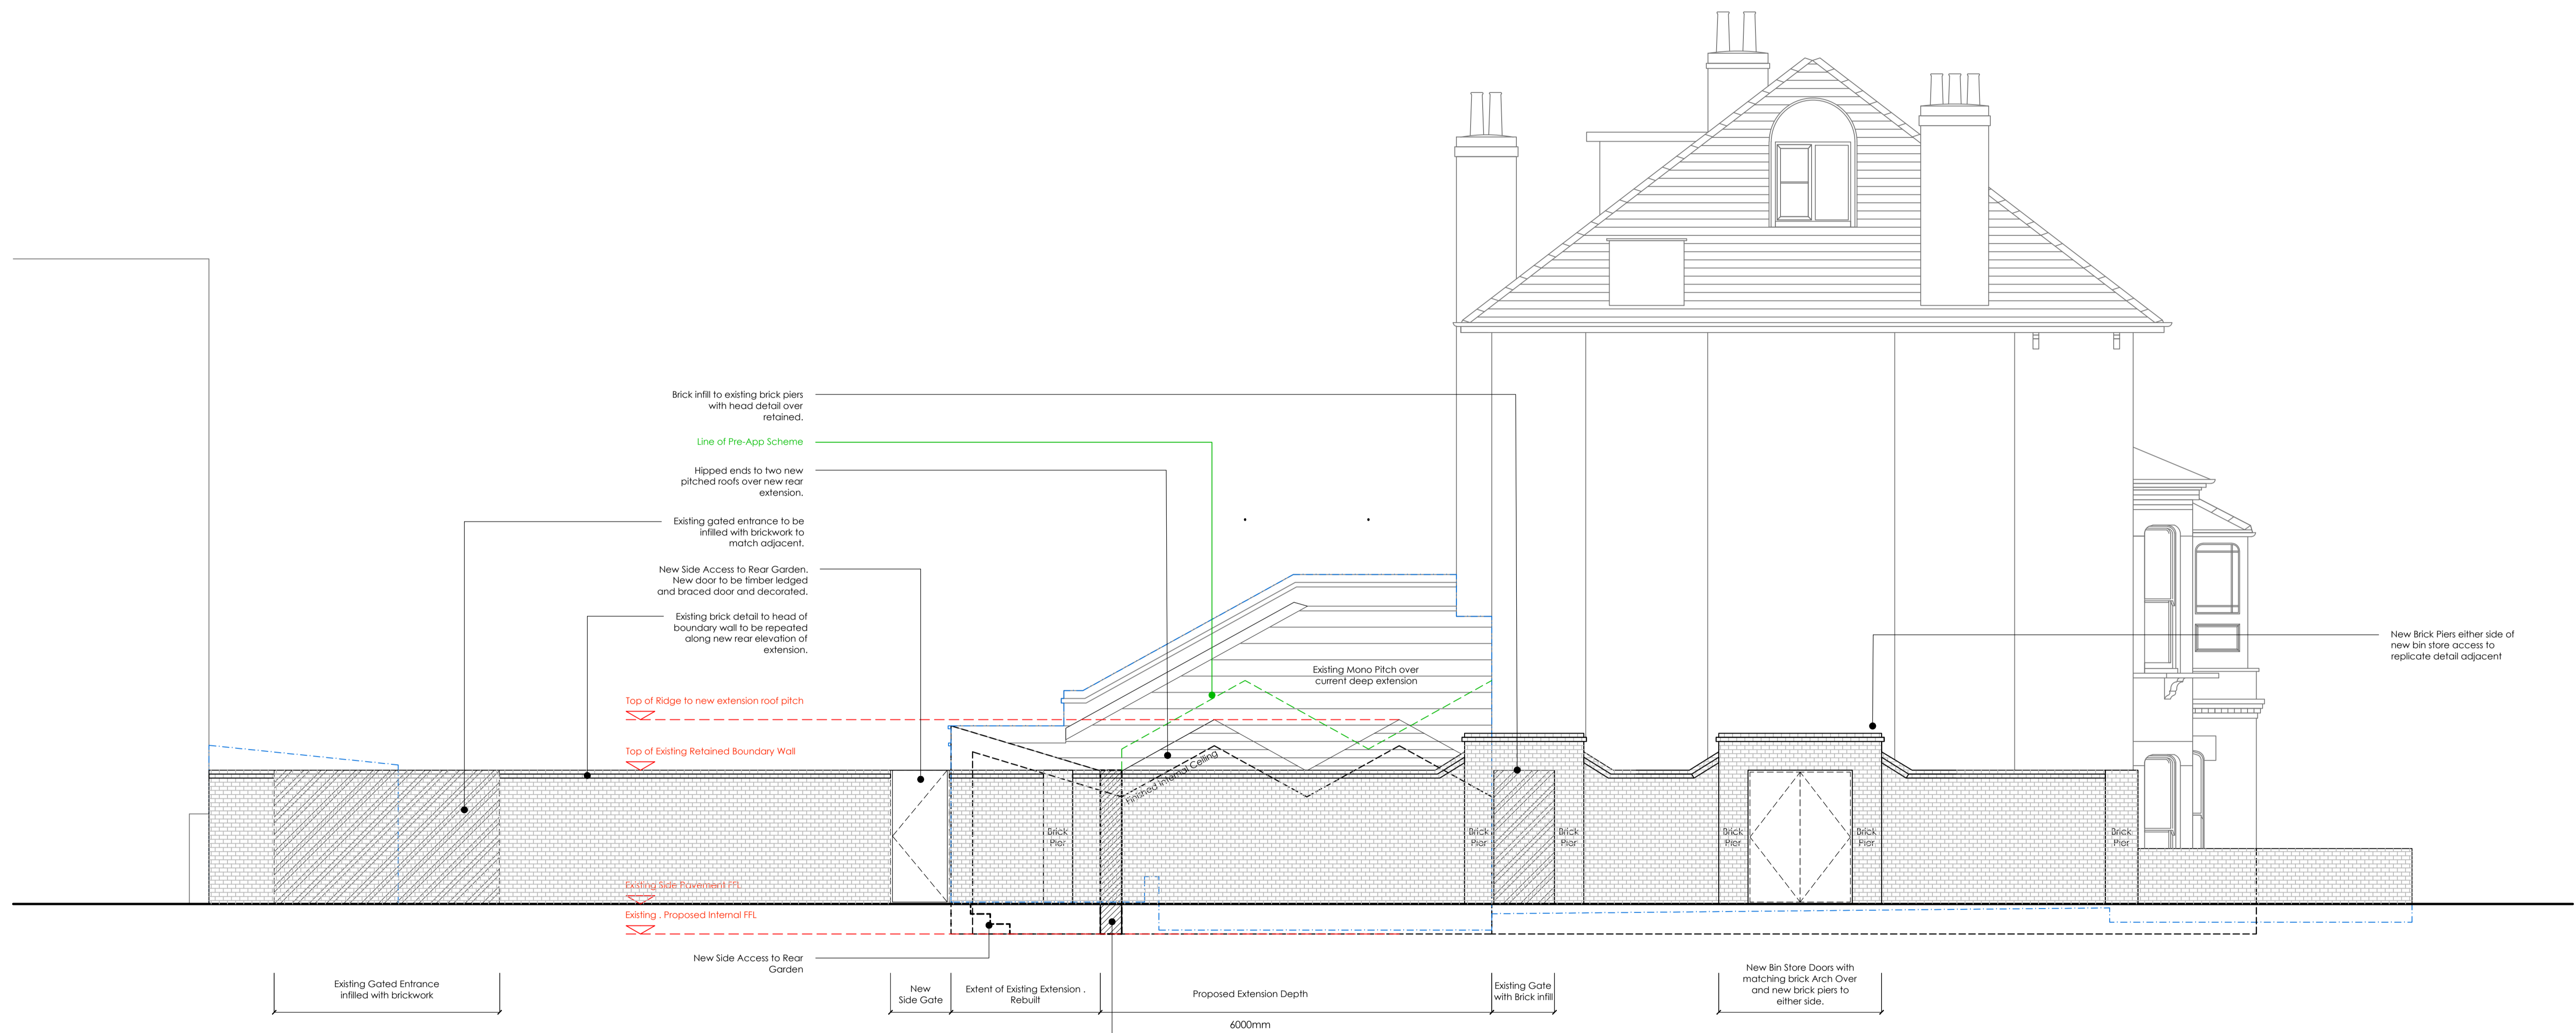 Brick infill to existing brick piers
with head detail over
retained.
Line of Pre-App Scheme
Hipped ends to two new
pitched roofs over new rear
extension.
Existing gated entrance to be
infilled with brickwork to
match adjacent.
New Side Access to Rear Garden.
New door to be timber ledged
and braced door and decorated.
Existing brick detail to head of
boundary wall to be repeated
along new rear elevation of
extension.
New Brick Piers either side of
new bin store access to
replicate detail adjacent
Existing Mono Pitch over
current deep extension
Top of Ridge to new extension roof pitch
Top of Existing Retained Boundary Wall
Finished Internal Ceiling
Brick
Pier
Brick
Pier
Brick
Pier
Brick
Pier
Brick
Pier
Brick
Pier
Existing Side Pavement FFL
Existing . Proposed Internal FFL
New Side Access to Rear
Garden
Existing Gated Entrance
infilled with brickwork
New
Side Gate
Extent of Existing Extension .
Rebuilt
Proposed Extension Depth
6000mm
Existing Gate
with Brick infill
New Bin Store Doors with
matching brick Arch Over
and new brick piers to
either side.